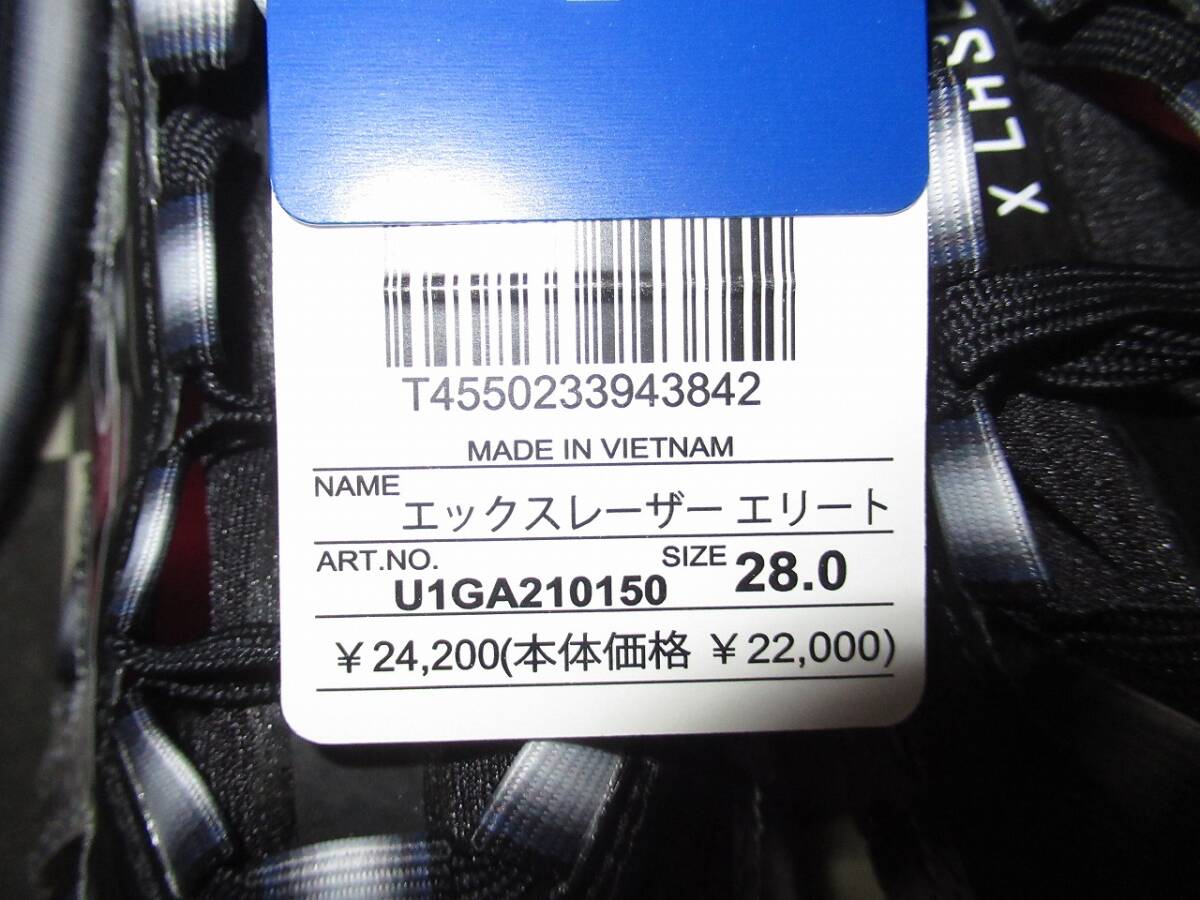 T4550233943842
MADE IN VIETNAM
NAME
エックスレーザー エリート
ART.NO.
U1GA210150
SIZE 28.0
￥24,200(本体価格 ￥22,000)
X